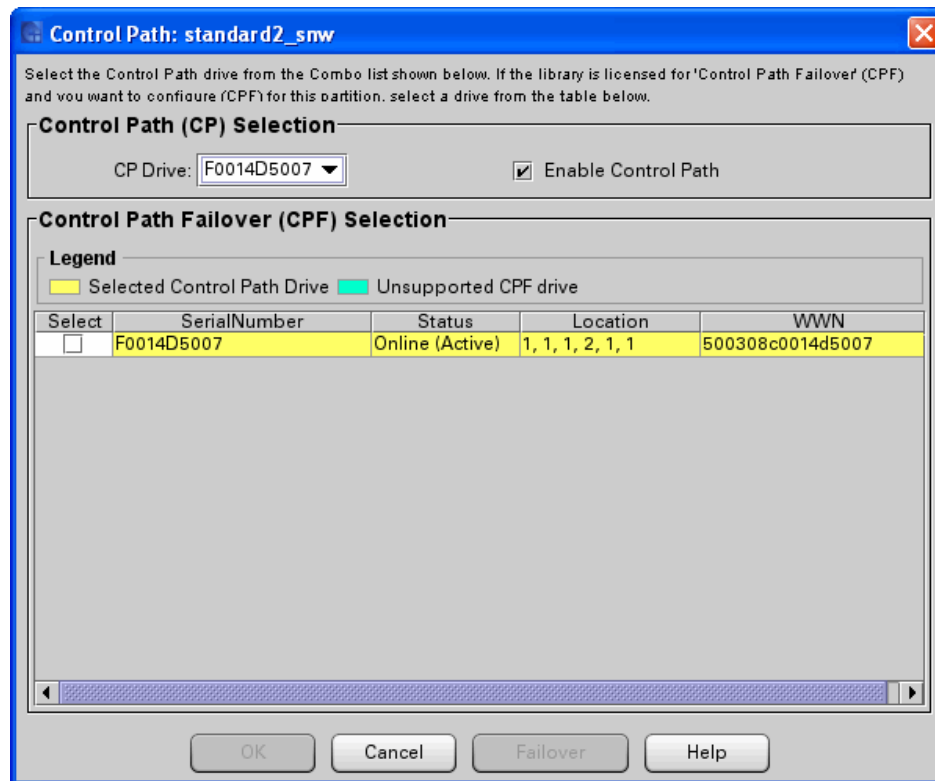 Control Path: standard2_snw
Select the Control Path drive from the Combo list shown below. If the library is licensed for 'Control Path Failover' (CPF)
and you want to configure (CPF) for this partition, select a drive from the table below.
Control Path (CP) Selection
CP Drive: F0014D5007 Enable Control Path
Control Path Failover (CPF) Selection
Legend
Selected Control Path Drive Unsupported CPF drive
Select SerialNumber Status Location WWN
F0014D5007 Online (Active) 1, 1, 1, 2, 1, 1 500308c0014d5007
OK Cancel Failover Help